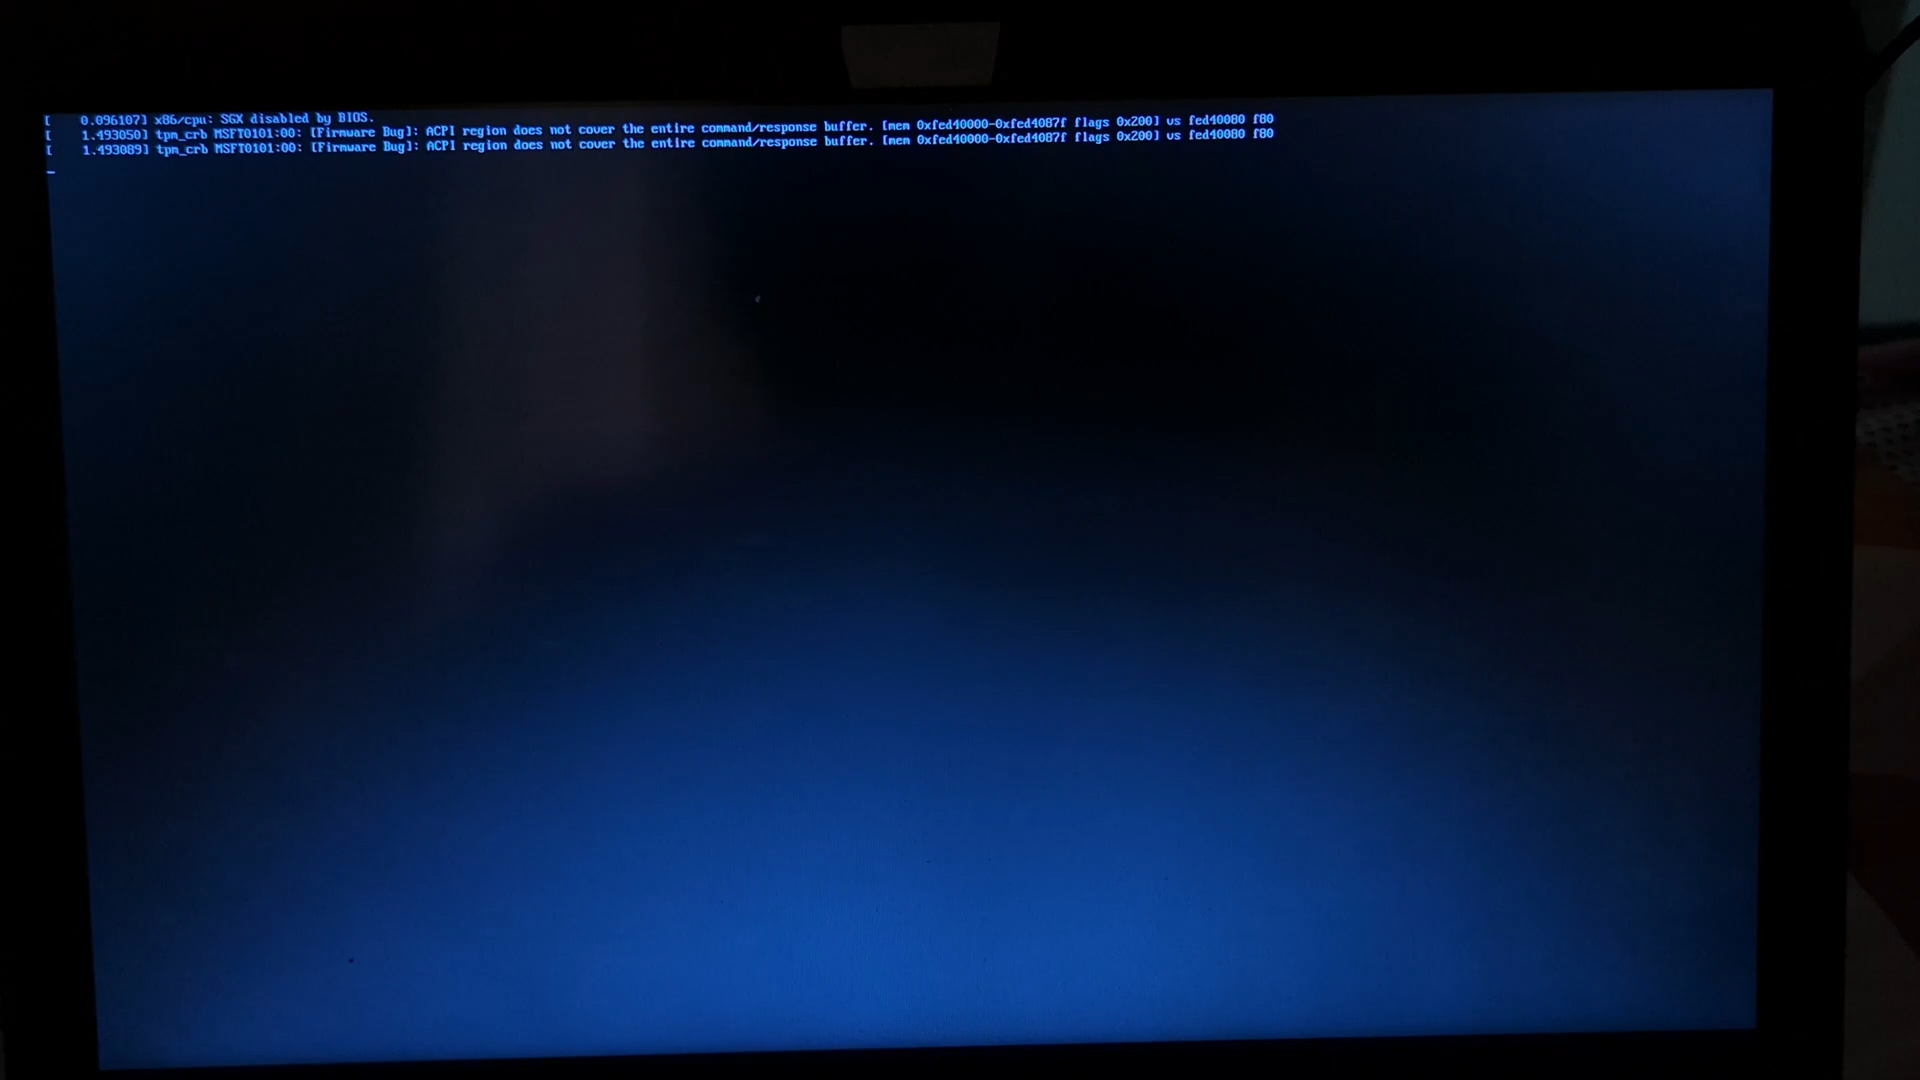 [    0.096107] x86/cpu: SGX disabled by BIOS.
[    1.493050] tpm_crb MSFT0101:00: [Firmware Bug]: ACPI region does not cover the entire command/response buffer. [mem 0xfed40000-0xfed4087f flags 0x200] vs fed40080 f80
[    1.493089] tpm_crb MSFT0101:00: [Firmware Bug]: ACPI region does not cover the entire command/response buffer. [mem 0xfed40000-0xfed4087f flags 0x200] vs fed40080 f80